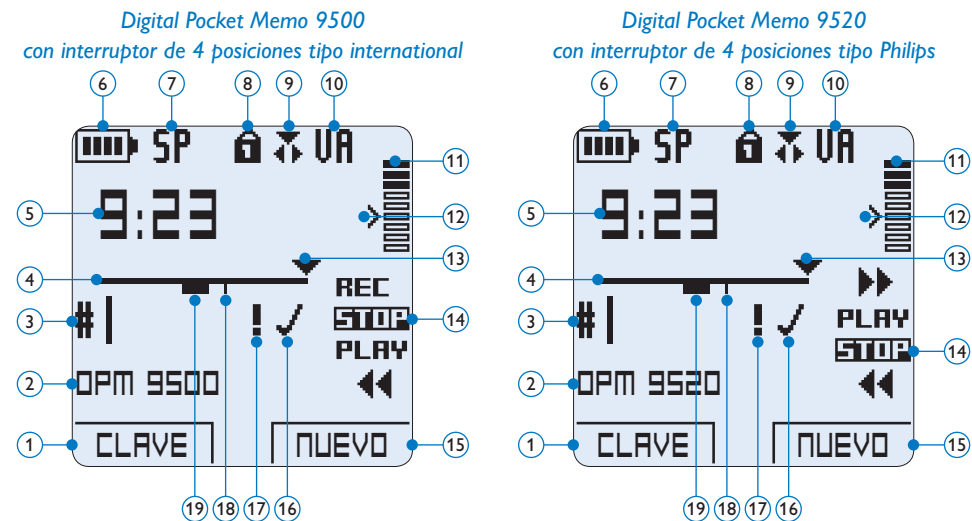 Digital Pocket Memo 9500
con interruptor de 4 posiciones tipo international
6 7 8 9 10
SP VA
11
5 9:23 12
13
4
REC
3 #1 ! STOP 14
19 18 17 16
PLAY
2 DPM 9500
1 CLAVE NUEVO 15
Digital Pocket Memo 9520
con interruptor de 4 posiciones tipo Philips
6 7 8 9 10
SP VA
11
5 9:23 12
13
4
3 #1 ! PLAY
STOP 14
2 DPM 9520
1 CLAVE NUEVO 15
19 18 17 16